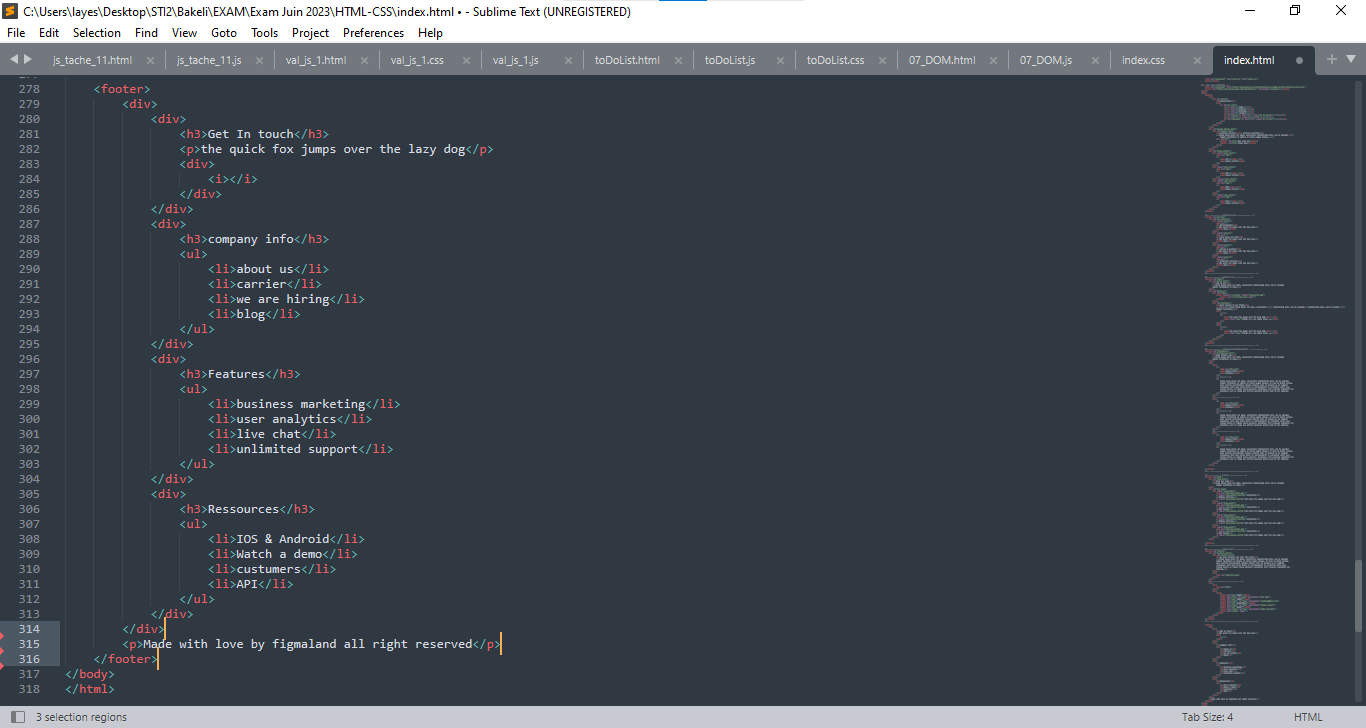 C:\Users\layes\Desktop\STI2\Bakeli\EXAM\Exam Juin 2023\HTML-CSS\index.html • - Sublime Text (UNREGISTERED)
File Edit Selection Find View Goto Tools Project Preferences Help
js_tache_11.html js_tache_11.js val_js_1.html val_js_1.css val_js_1.js toDoList.html toDoList.js toDoList.css 07_DOM.html 07_DOM.js index.css index.html
278 <footer>
279 <div>
280 <div>
281 <h3>Get In touch</h3>
282 <p>the quick fox jumps over the lazy dog</p>
283 <div>
284 <i></i>
285 </div>
286 </div>
287 <div>
288 <h3>company info</h3>
289 <ul>
290 <li>about us</li>
291 <li>carrier</li>
292 <li>we are hiring</li>
293 <li>blog</li>
294 </ul>
295 </div>
296 <div>
297 <h3>Features</h3>
298 <ul>
299 <li>business marketing</li>
300 <li>user analytics</li>
301 <li>live chat</li>
302 <li>unlimited support</li>
303 </ul>
304 </div>
305 <div>
306 <h3>Ressources</h3>
307 <ul>
308 <li>IOS & Android</li>
309 <li>Watch a demo</li>
310 <li>custumers</li>
311 <li>API</li>
312 </ul>
313 </div>
314 </div>
315 <p>Made with love by figmaland all right reserved</p>
316 </footer>
317 </body>
318 </html>
3 selection regions Tab Size: 4 HTML